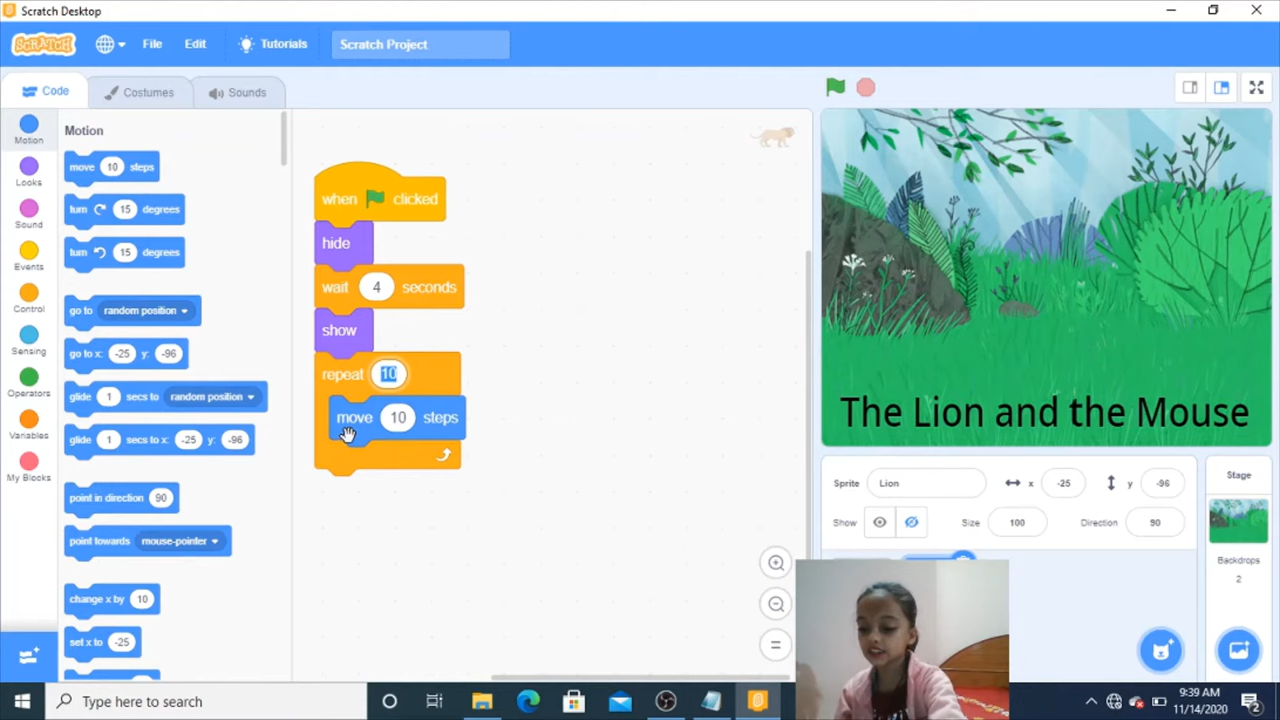 Scratch Desktop
SCRATCH
File
Edit
Tutorials
Scratch Project
Code
Costumes
Sounds
Motion
Looks
Sound
Events
Control
Sensing
Operators
Variables
My Blocks
Motion
move 10 steps
turn 15 degrees
turn 15 degrees
go to random position
go to x: -25 y: -96
glide 1 secs to random position
glide 1 secs to x: -25 y: -96
point in direction 90
point towards mouse-pointer
change x by 10
set x to -25
when clicked
hide
wait 4 seconds
show
repeat 10
move 10 steps
The Lion and the Mouse
Sprite Lion x -25 y -96
Show Size 100 Direction 90
Stage
Backdrops
2
Type here to search
9:39 AM
11/14/2020
2